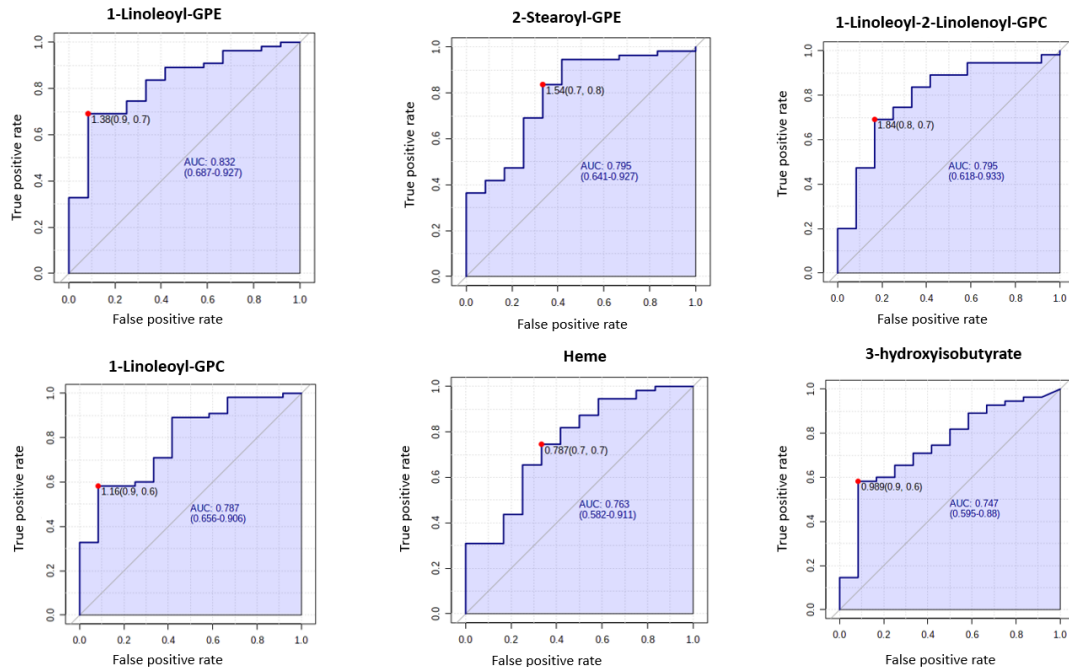 1-Linoleoyl-GPE
True positive rate
1.0
0.8
0.6
0.4
0.2
0.0
1.38(0.9, 0.7)
AUC: 0.832
(0.687-0.927)
0.0 0.2 0.4 0.6 0.8 1.0
False positive rate
2-Stearoyl-GPE
True positive rate
1.0
0.8
0.6
0.4
0.2
0.0
1.54(0.7, 0.8)
AUC: 0.795
(0.641-0.927)
0.0 0.2 0.4 0.6 0.8 1.0
False positive rate
1-Linoleoyl-2-Linolenoyl-GPC
True positive rate
1.0
0.8
0.6
0.4
0.2
0.0
1.84(0.8, 0.7)
AUC: 0.795
(0.618-0.933)
0.0 0.2 0.4 0.6 0.8 1.0
False positive rate
1-Linoleoyl-GPC
True positive rate
1.0
0.8
0.6
0.4
0.2
0.0
1.16(0.9, 0.6)
AUC: 0.787
(0.656-0.906)
0.0 0.2 0.4 0.6 0.8 1.0
False positive rate
Heme
True positive rate
1.0
0.8
0.6
0.4
0.2
0.0
0.787(0.7, 0.7)
AUC: 0.763
(0.582-0.911)
0.0 0.2 0.4 0.6 0.8 1.0
False positive rate
3-hydroxyisobutyrate
True positive rate
1.0
0.8
0.6
0.4
0.2
0.0
0.989(0.9, 0.6)
AUC: 0.747
(0.595-0.88)
0.0 0.2 0.4 0.6 0.8 1.0
False positive rate